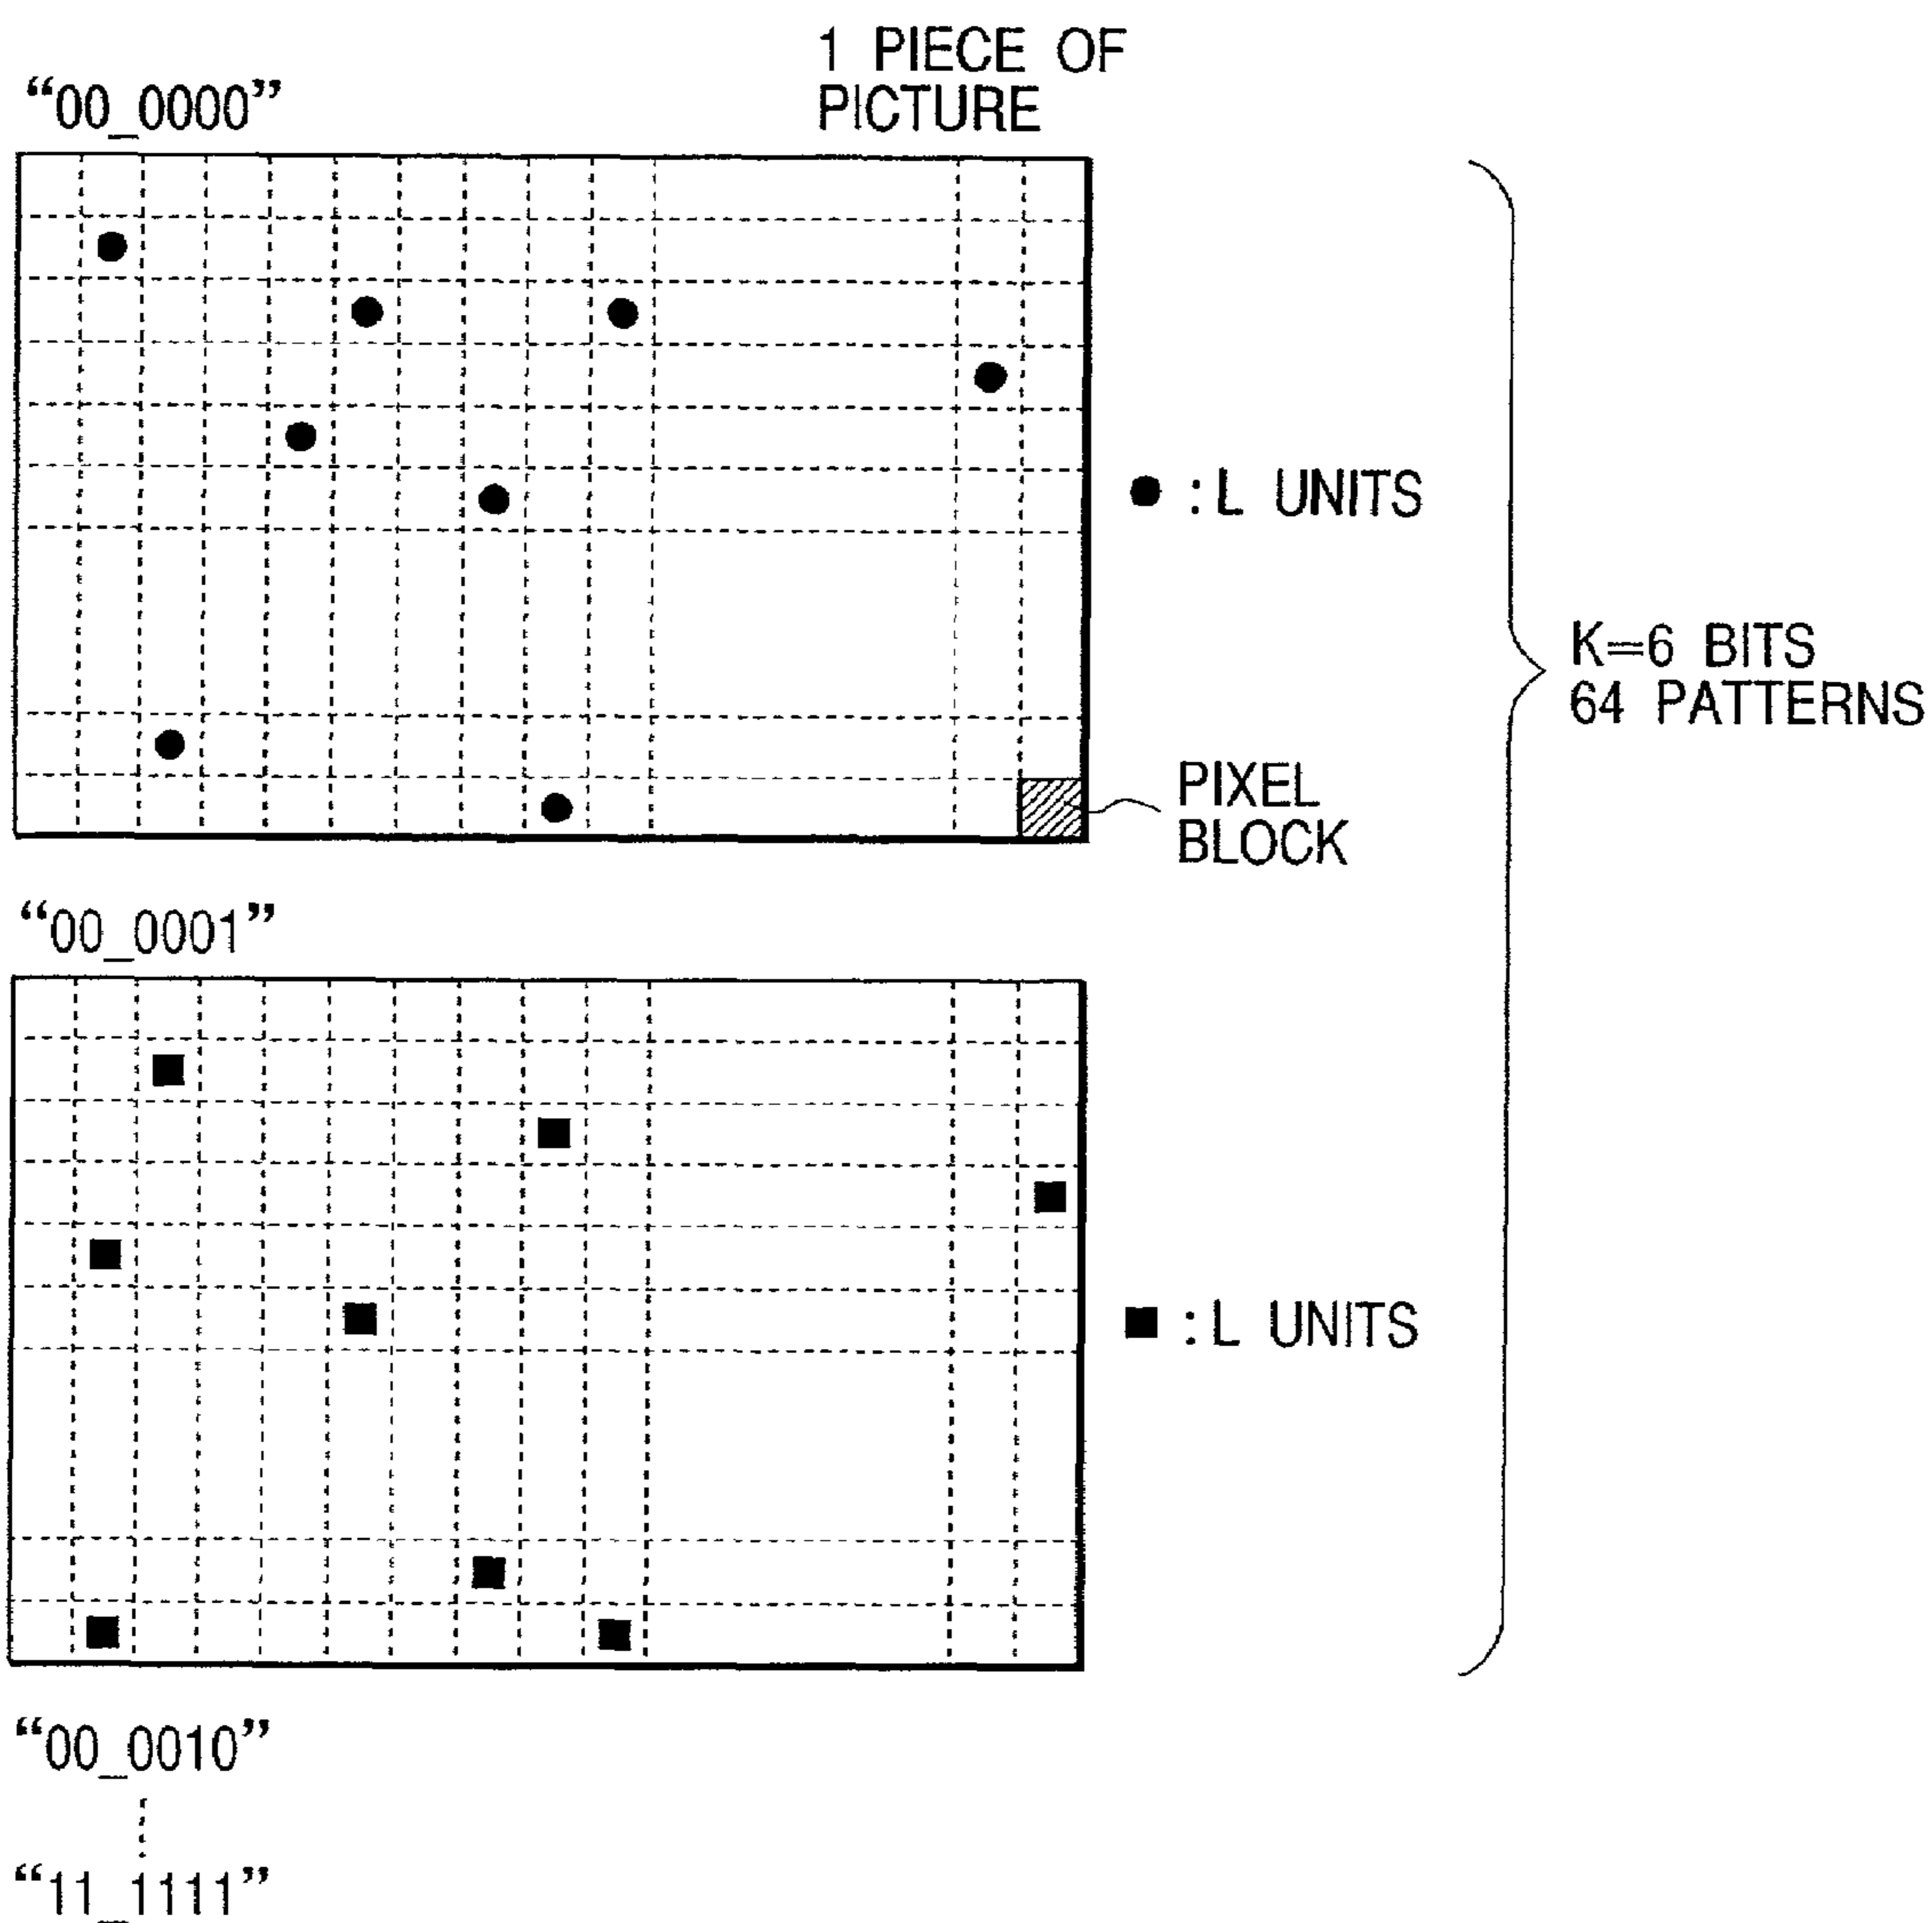 1 PIECE OF
PICTURE
“00_0000”
● : L UNITS
K=6 BITS
64 PATTERNS
PIXEL
BLOCK
“00_0001”
■ : L UNITS
“00_0010”
“11_1111”